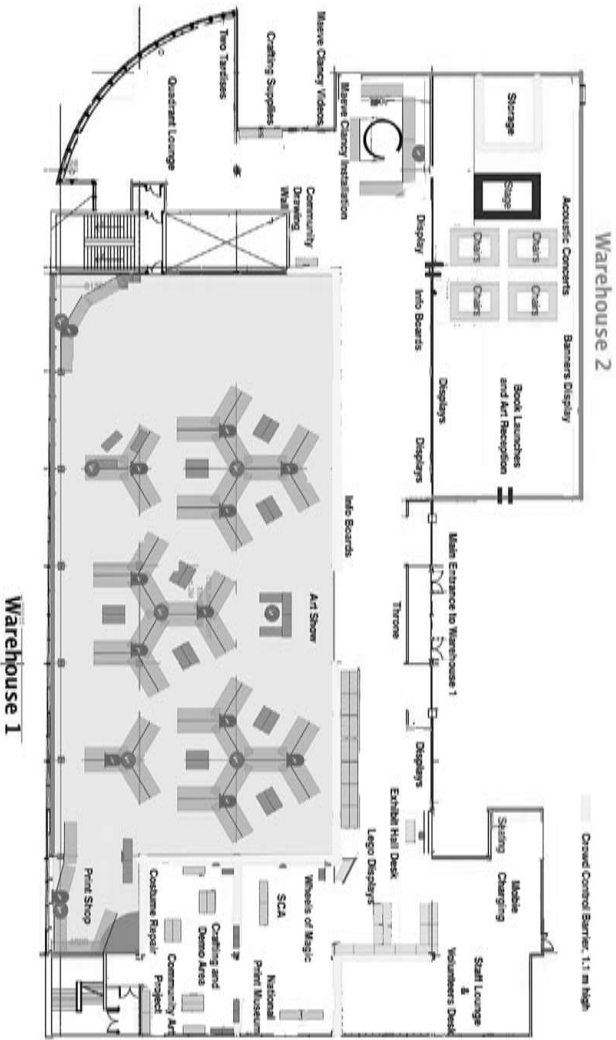 Warehouse 2
Acoustic Concerts
Banners Display
Storage
Stage
Chairs
Chairs
Chairs
Chairs
Book Launches
and Art Reception
Maeve Clancy Videos
Maeve Clancy Installation
Crafting Supplies
Two Tardises
Quadrant Lounge
Community
Drawing
Wall
Display
Info Boards
Displays
Displays
Info Boards
Main Entrance to Warehouse 1
Throne
Displays
Art Show
Crowd Control Barrier, 1.1 m high
Exhibit Hall Desk
Lego Displays
Seating
Mobie
Charging
Staff Lounge
&
Volunteers Desk
Wheels of Magic
SCA
National
Print Museum
Crafting and
Demo Area
Costume Repair
Community Art
Project
Print Shop
Warehouse 1